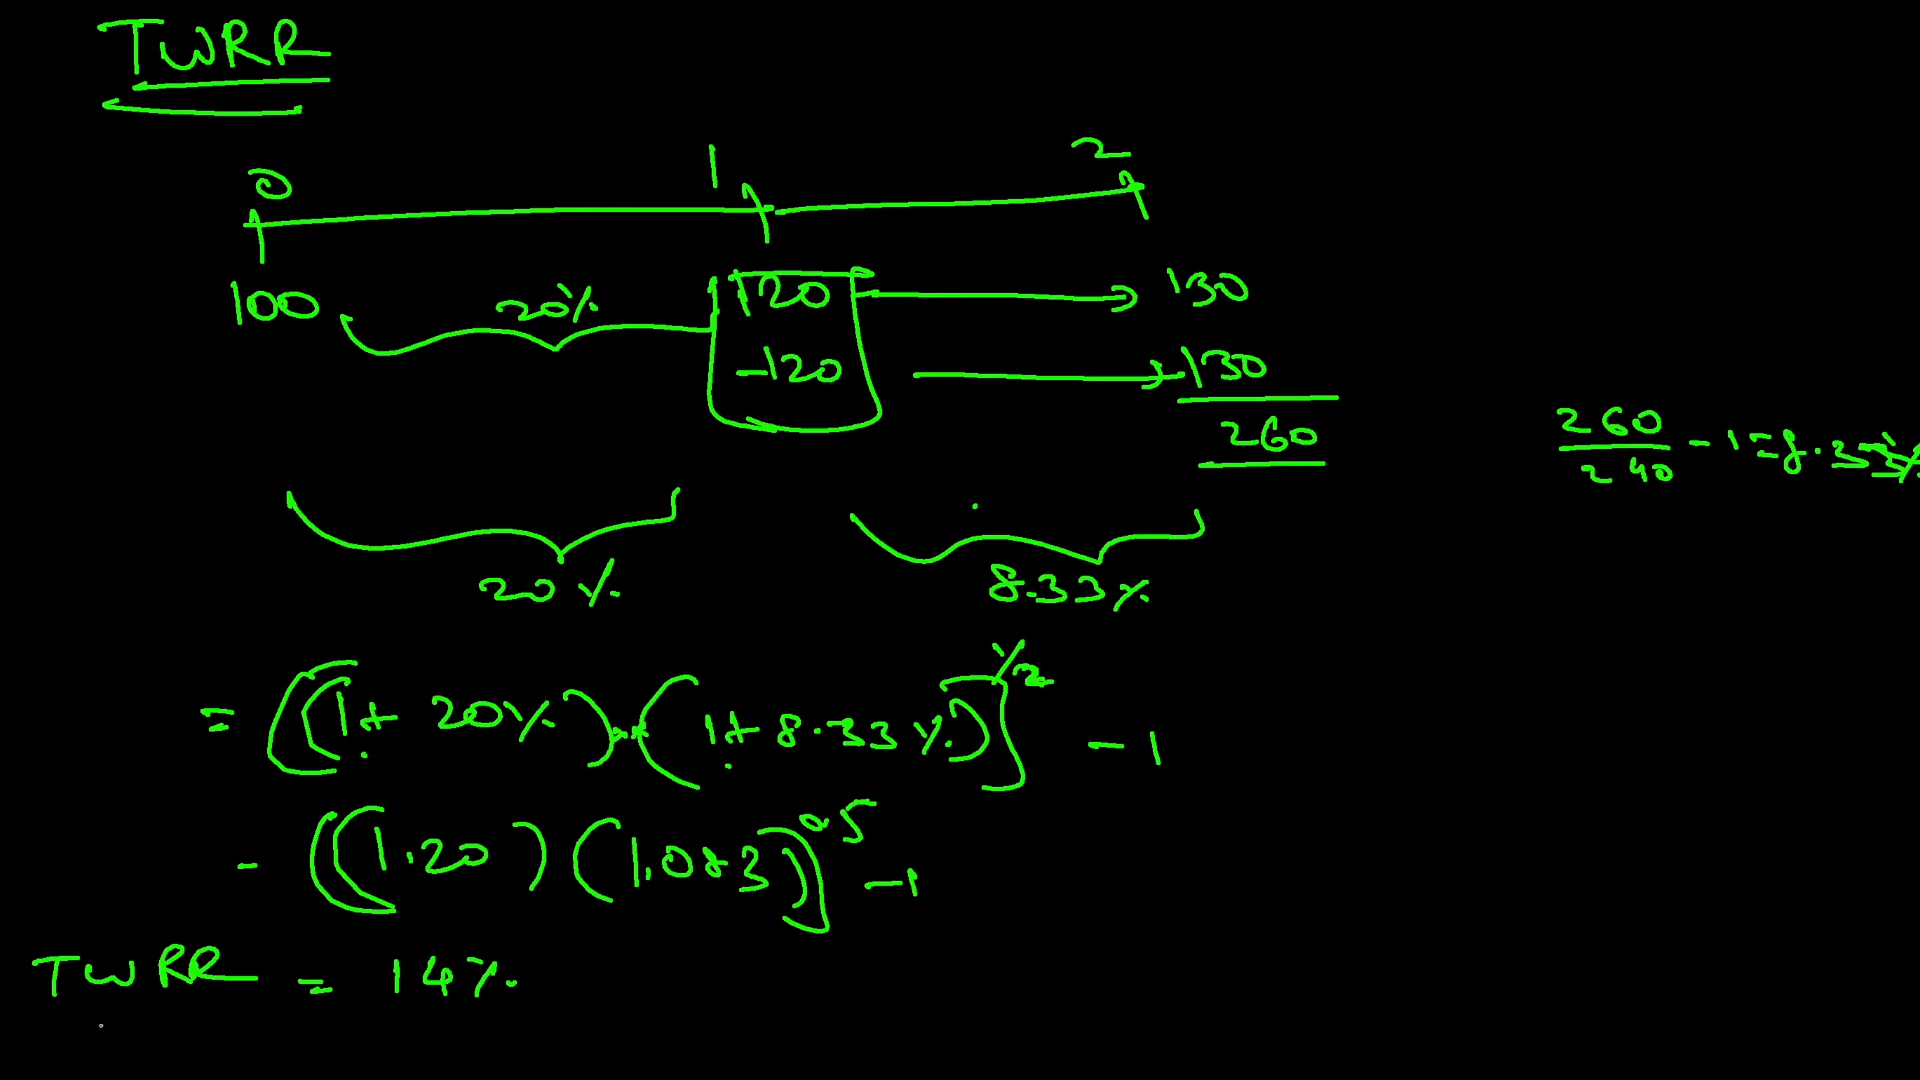 TWRR
0 1 2
100 20% 120 130
-120 130
260
260/240 - 1 = 8.33%
20% 8.33%
= ((1+20%) × (1+8.33%))^1/2 - 1
- ((1.20)(1.083))^0.5 - 1
TWRR = 14%.